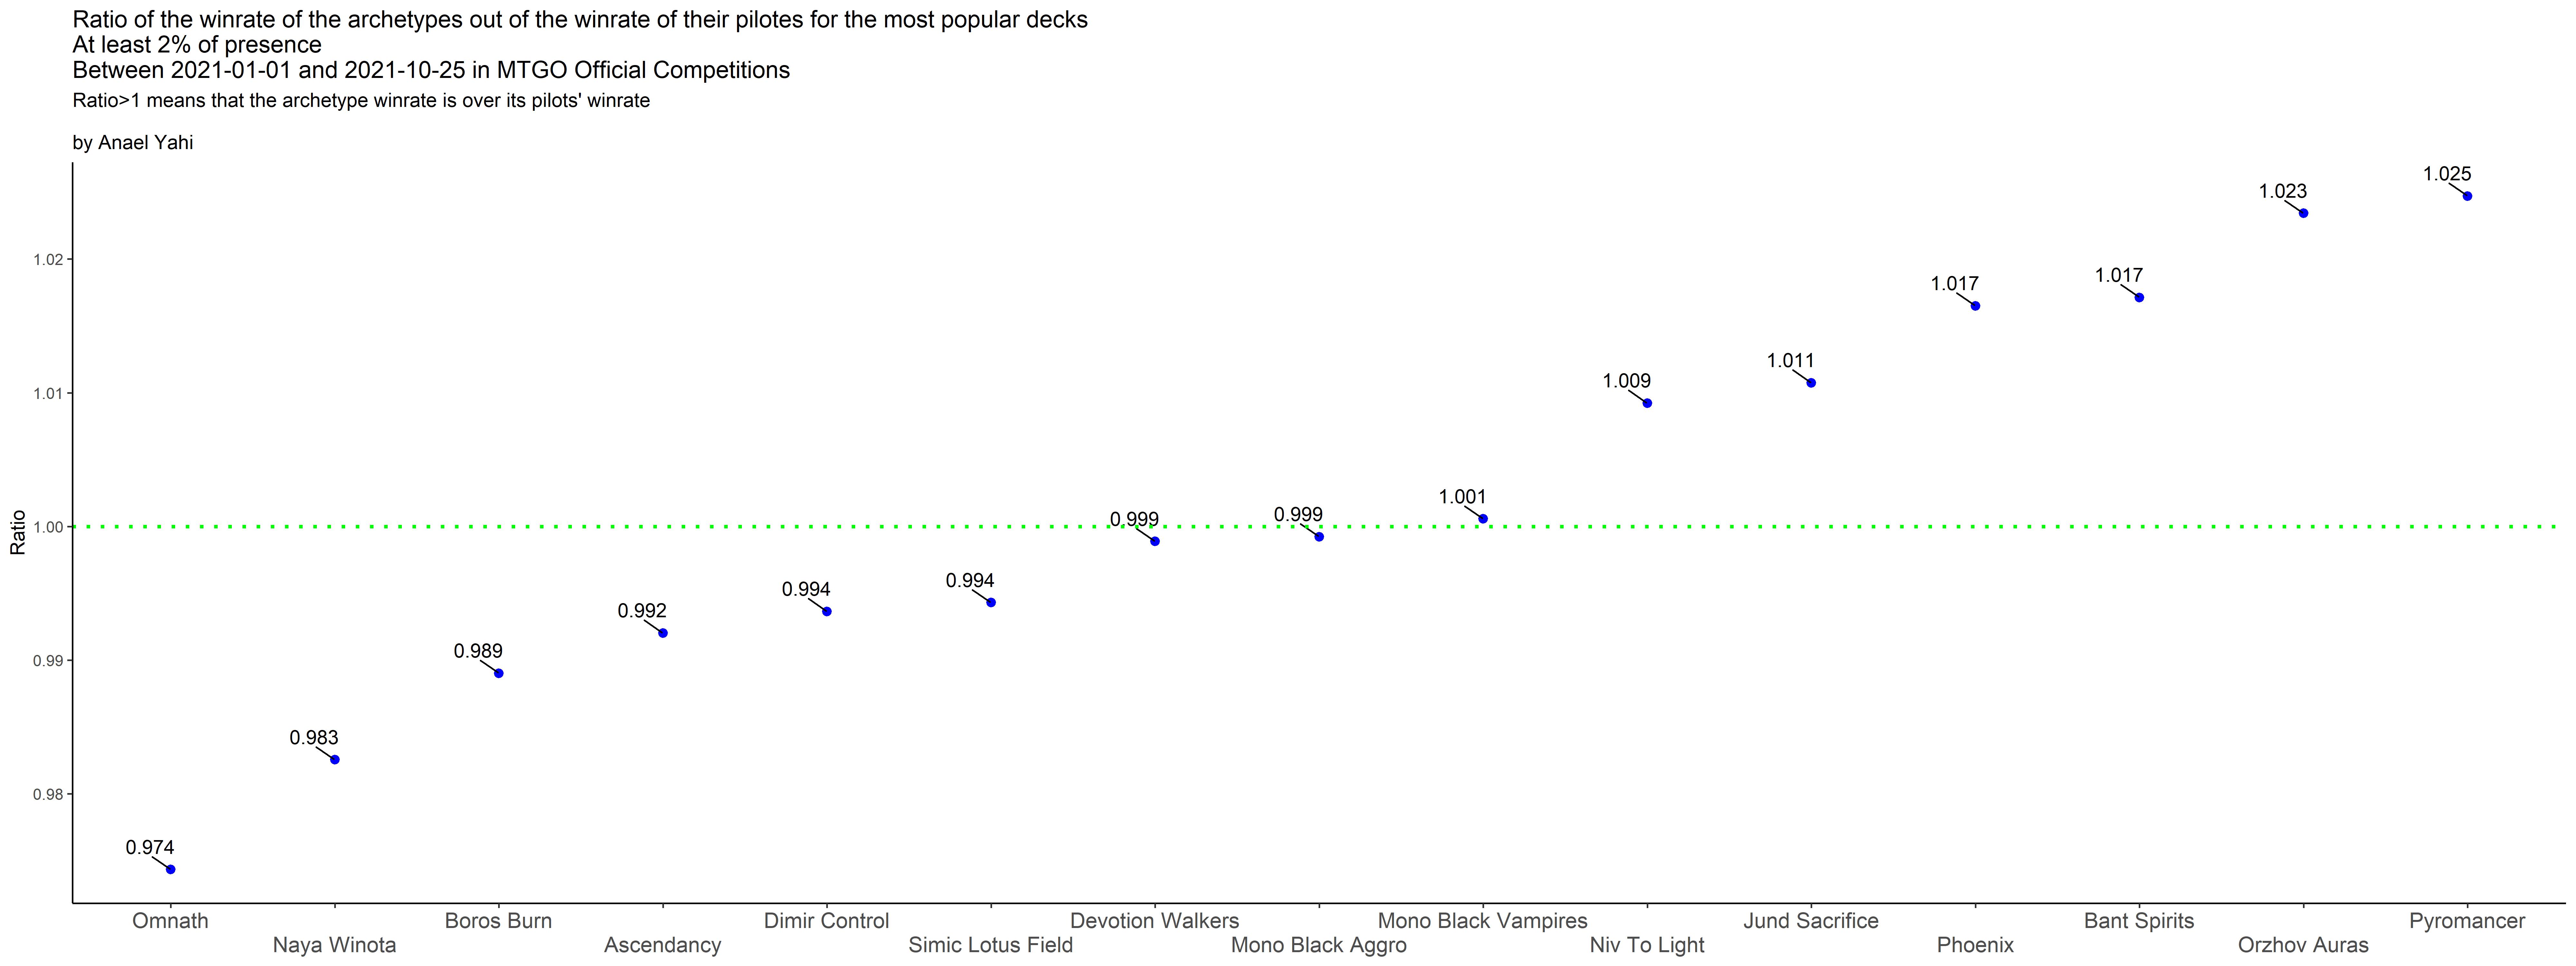 Ratio of the winrate of the archetypes out of the winrate of their pilotes for the most popular decks
At least 2% of presence
Between 2021-01-01 and 2021-10-25 in MTGO Official Competitions
Ratio>1 means that the archetype winrate is over its pilots' winrate
by Anael Yahi
Ratio
1.02
1.01
1.00
0.99
0.98
0.974
0.983
0.989
0.992
0.994
0.994
0.999
0.999
1.001
1.009
1.011
1.017
1.017
1.023
1.025
Omnath
Naya Winota
Boros Burn
Ascendancy
Dimir Control
Simic Lotus Field
Devotion Walkers
Mono Black Aggro
Mono Black Vampires
Niv To Light
Jund Sacrifice
Phoenix
Bant Spirits
Orzhov Auras
Pyromancer